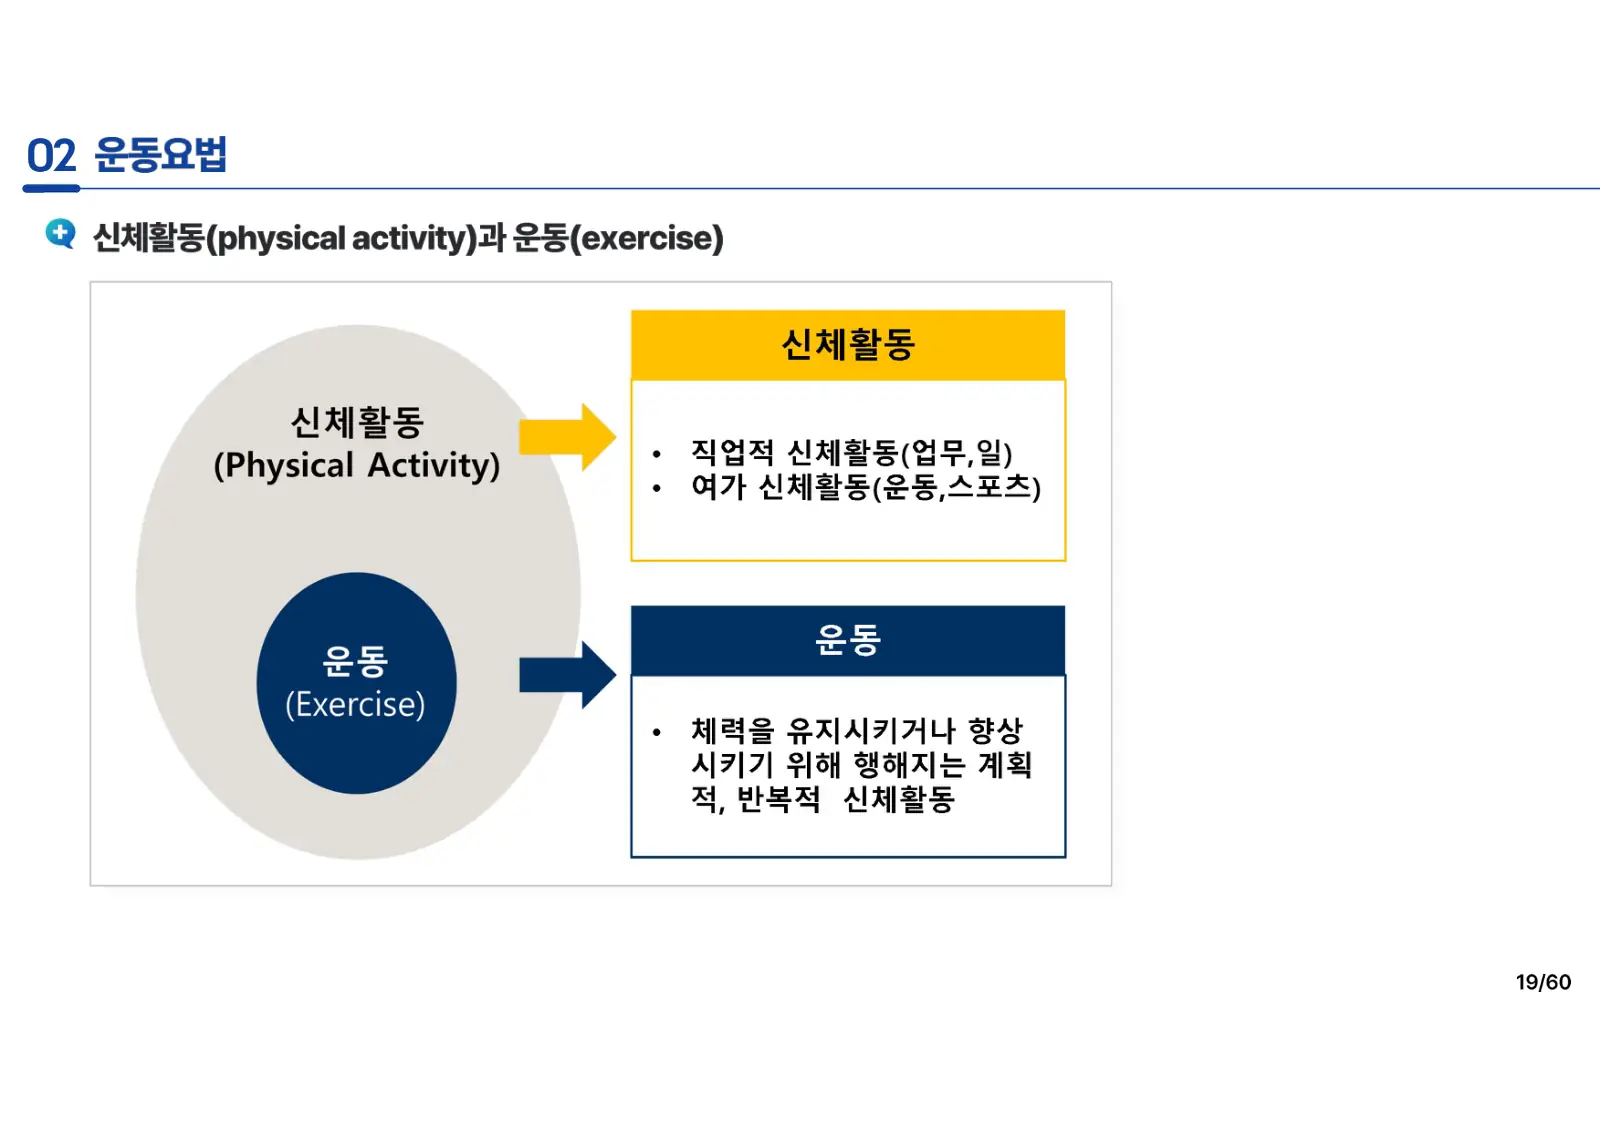 02 운동요법
신체활동(physical activity)과 운동(exercise)
신체활동
(Physical Activity)
운동
(Exercise)
신체활동
• 직업적 신체활동(업무,일)
• 여가 신체활동(운동,스포츠)
운동
• 체력을 유지시키거나 향상
시키기 위해 행해지는 계획
적, 반복적 신체활동
19/60